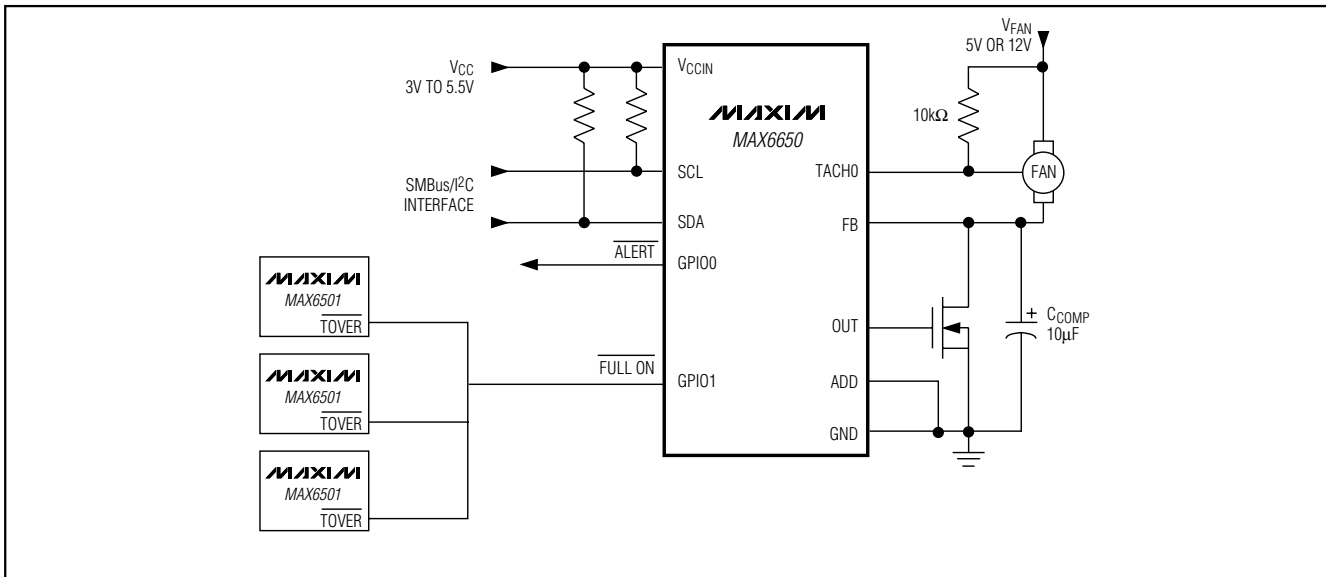 VCC
3V TO 5.5V
SMBus/I2C
INTERFACE
VCCIN
SCL
SDA
ALERT
GPIO0
FULL ON
GPIO1
MAXIM
MAX6650
TACH0
FB
OUT
ADD
GND
VFAN
5V OR 12V
10kΩ
FAN
+
CCOMP
10µF
MAXIM
MAX6501
TOVER
MAXIM
MAX6501
TOVER
MAXIM
MAX6501
TOVER